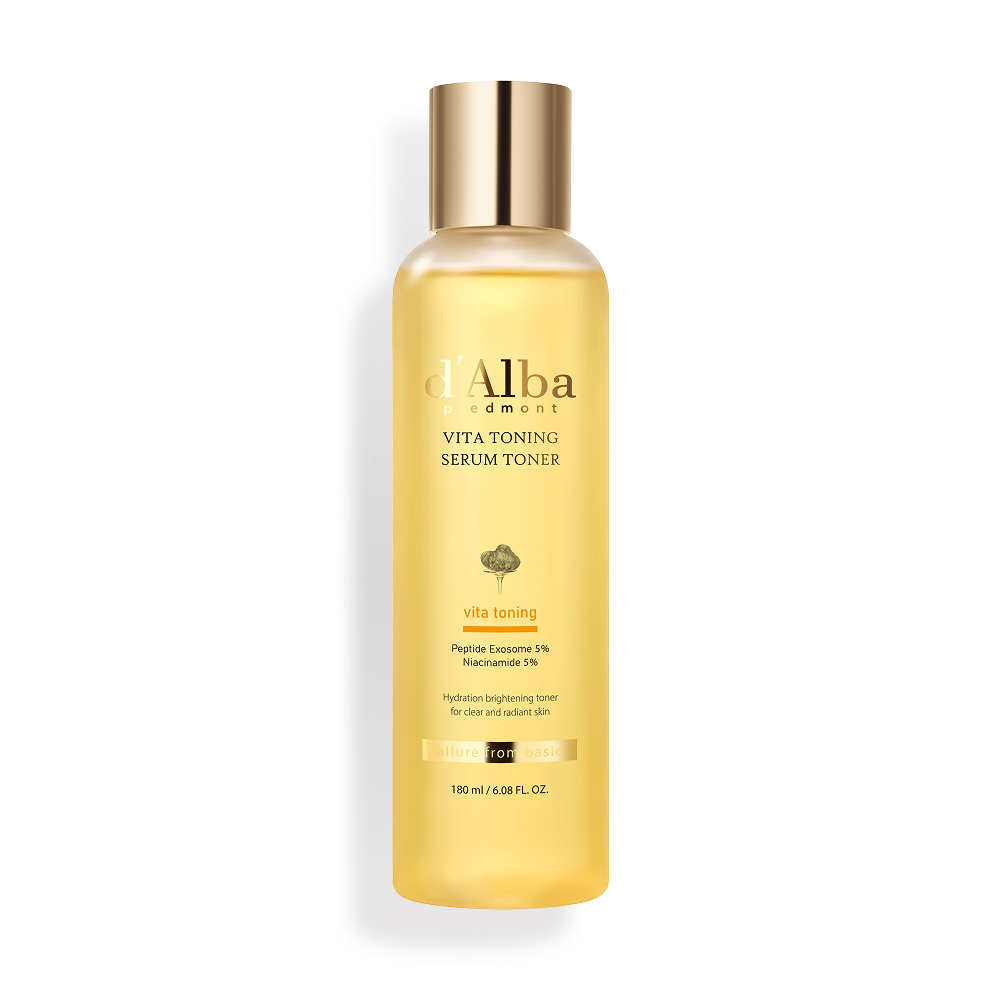 d'Alba
piedmont
VITA TONING
SERUM TONER
vita toning
Peptide Exosome 5%
Niacinamide 5%
Hydration brightening toner
for clear and radiant skin
allure from basic
180 ml / 6.08 FL. OZ.